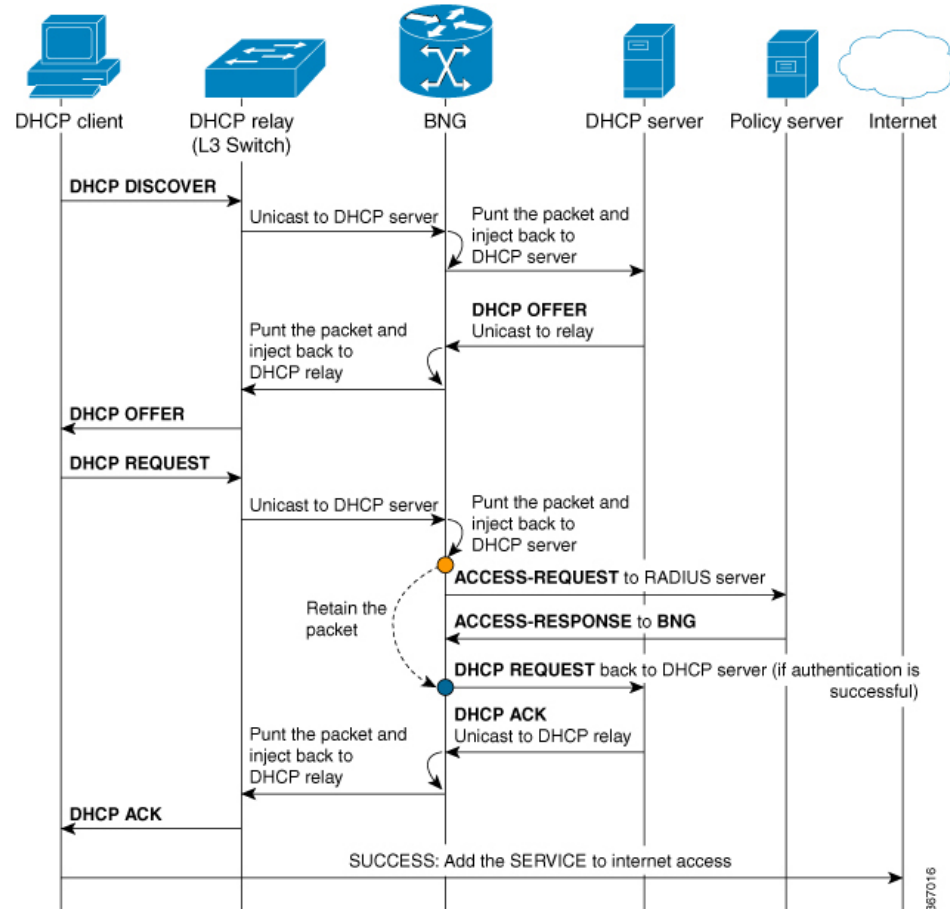 DHCP client
DHCP relay
(L3 Switch)
BNG
DHCP server
Policy server
Internet
DHCP DISCOVER
Unicast to DHCP server
Punt the packet and
inject back to
DHCP server
DHCP OFFER
Unicast to relay
Punt the packet and
inject back to
DHCP relay
DHCP OFFER
DHCP REQUEST
Unicast to DHCP server
Punt the packet and
inject back to
DHCP server
ACCESS-REQUEST to RADIUS server
Retain the
packet
ACCESS-RESPONSE to BNG
DHCP REQUEST back to DHCP server (if authentication is
successful)
DHCP ACK
Unicast to DHCP relay
Punt the packet and
inject back to
DHCP relay
DHCP ACK
SUCCESS: Add the SERVICE to internet access
367016